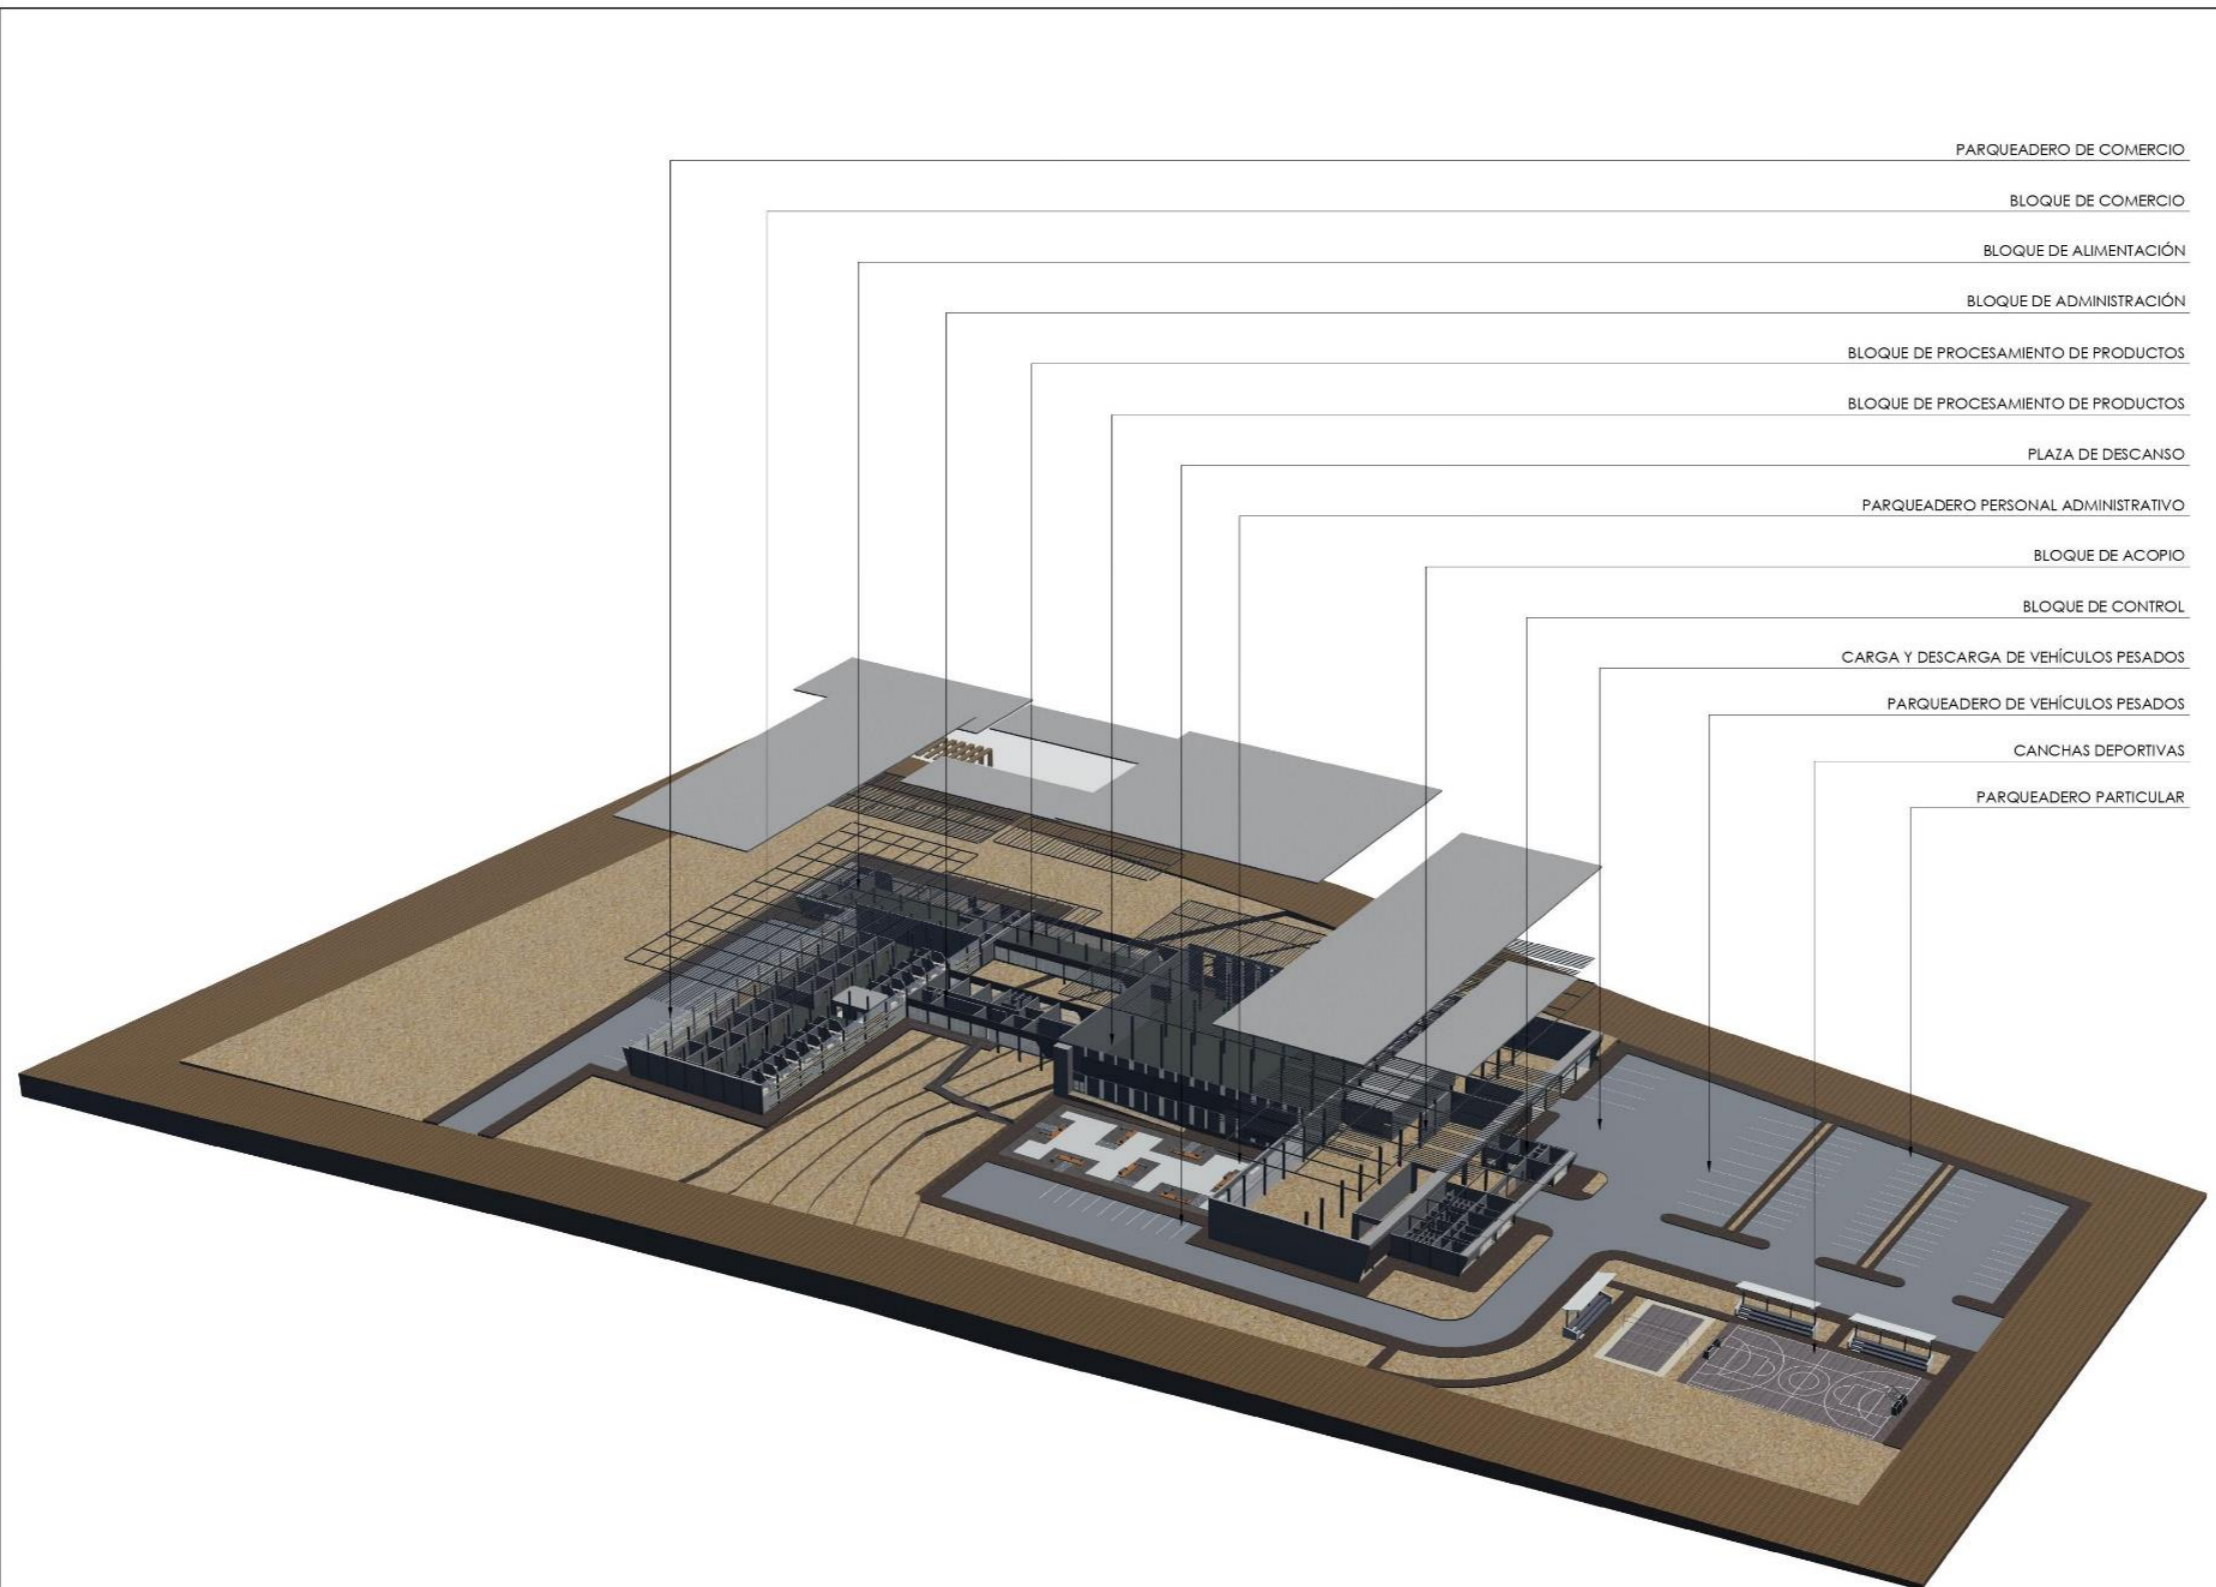 PARQUEADERO DE COMERCIO
BLOQUE DE COMERCIO
BLOQUE DE ALIMENTACIÓN
BLOQUE DE ADMINISTRACIÓN
BLOQUE DE PROCESAMIENTO DE PRODUCTOS
BLOQUE DE PROCESAMIENTO DE PRODUCTOS
PLAZA DE DESCANSO
PARQUEADERO PERSONAL ADMINISTRATIVO
BLOQUE DE ACOPIO
BLOQUE DE CONTROL
CARGA Y DESCARGA DE VEHÍCULOS PESADOS
PARQUEADERO DE VEHÍCULOS PESADOS
CANCHAS DEPORTIVAS
PARQUEADERO PARTICULAR